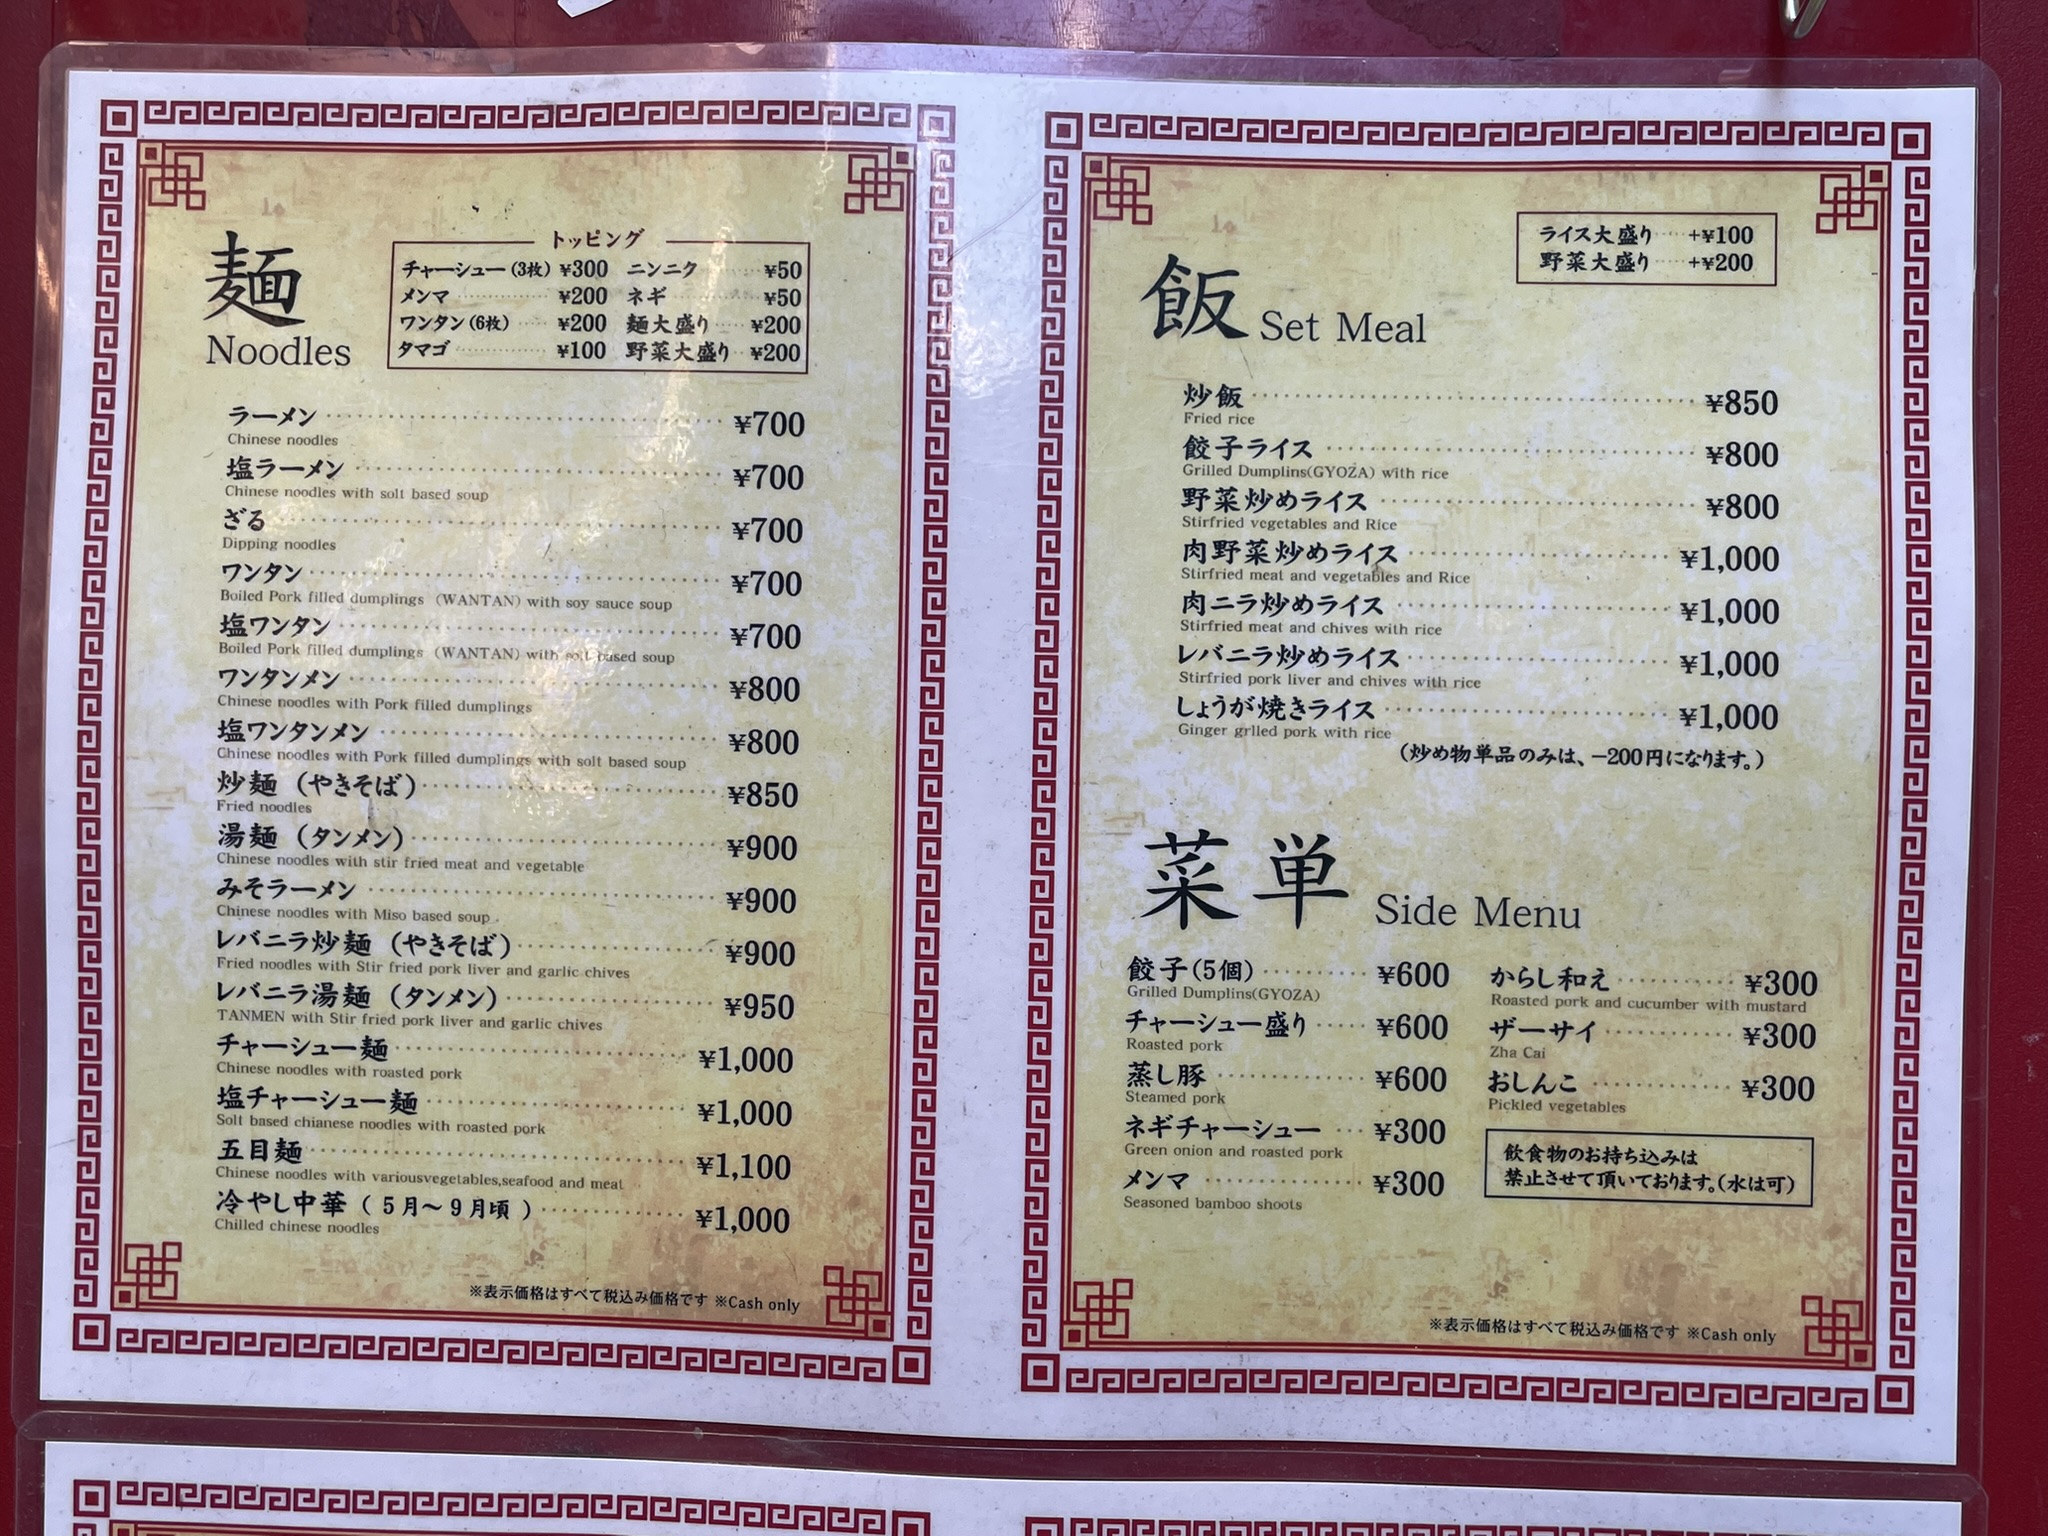 麺
Noodles
トッピング
チャーシュー(3枚) ¥300 ニンニク ¥50
メンマ ¥200 ネギ ¥50
ワンタン(6枚) ¥200 麺大盛り ¥200
タマゴ ¥100 野菜大盛り ¥200
ラーメン ¥700
Chinese noodles
塩ラーメン ¥700
Chinese noodles with solt based soup
ざる ¥700
Dipping noodles
ワンタン ¥700
Boiled Pork filled dumplings (WANTAN) with soy sauce soup
塩ワンタン ¥700
Boiled Pork filled dumplings (WANTAN) with solt based soup
ワンタンメン ¥800
Chinese noodles with Pork filled dumplings
塩ワンタンメン ¥800
Chinese noodles with Pork filled dumplings with solt based soup
炒麺(やきそば) ¥850
Fried noodles
湯麺(タンメン) ¥900
Chinese noodles with stir fried meat and vegetable
みそラーメン ¥900
Chinese noodles with Miso based soup
レバニラ炒麺(やきそば) ¥900
Fried noodles with Stir fried pork liver and garlic chives
レバニラ湯麺(タンメン) ¥950
TANMEN with Stir fried pork liver and garlic chives
チャーシュー麺 ¥1,000
Chinese noodles with roasted pork
塩チャーシュー麺 ¥1,000
Solt based chianese noodles with roasted pork
五目麺 ¥1,100
Chinese noodles with variousvegetables,seafood and meat
冷やし中華(5月〜9月頃) ¥1,000
Chilled chinese noodles
※表示価格はすべて税込み価格です ※Cash only
ライス大盛り +¥100
野菜大盛り +¥200
飯 Set Meal
炒飯 ¥850
Fried rice
餃子ライス ¥800
Grilled Dumplins(GYOZA) with rice
野菜炒めライス ¥800
Stirfried vegetables and Rice
肉野菜炒めライス ¥1,000
Stirfried meat and vegetables and Rice
肉ニラ炒めライス ¥1,000
Stirfried meat and chives with rice
レバニラ炒めライス ¥1,000
Stirfried pork liver and chives with rice
しょうが焼きライス ¥1,000
Ginger grlled pork with rice
(炒め物単品のみは、−200円になります。)
菜単 Side Menu
餃子(5個) ¥600
Grilled Dumplins(GYOZA)
チャーシュー盛り ¥600
Roasted pork
蒸し豚 ¥600
Steamed pork
ネギチャーシュー ¥300
Green onion and roasted pork
メンマ ¥300
Seasoned bamboo shoots
からし和え ¥300
Roasted pork and cucumber with mustard
ザーサイ ¥300
Zha Cai
おしんこ ¥300
Pickled vegetables
飲食物のお持ち込みは
禁止させて頂いております。(水は可)
※表示価格はすべて税込み価格です ※Cash only